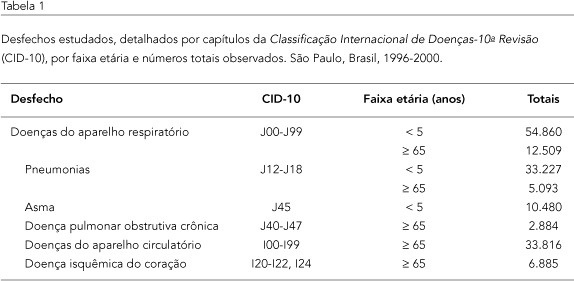 Tabela 1
Desfechos estudados, detalhados por capítulos da Classificação Internacional de Doenças-10ª Revisão
(CID-10), por faixa etária e números totais observados. São Paulo, Brasil, 1996-2000.
Desfecho CID-10 Faixa etária (anos) Totais
Doenças do aparelho respiratório J00-J99 < 5 54.860
≥ 65 12.509
Pneumonias J12-J18 < 5 33.227
≥ 65 5.093
Asma J45 < 5 10.480
Doença pulmonar obstrutiva crônica J40-J47 ≥ 65 2.884
Doenças do aparelho circulatório I00-I99 ≥ 65 33.816
Doença isquêmica do coração I20-I22, I24 ≥ 65 6.885